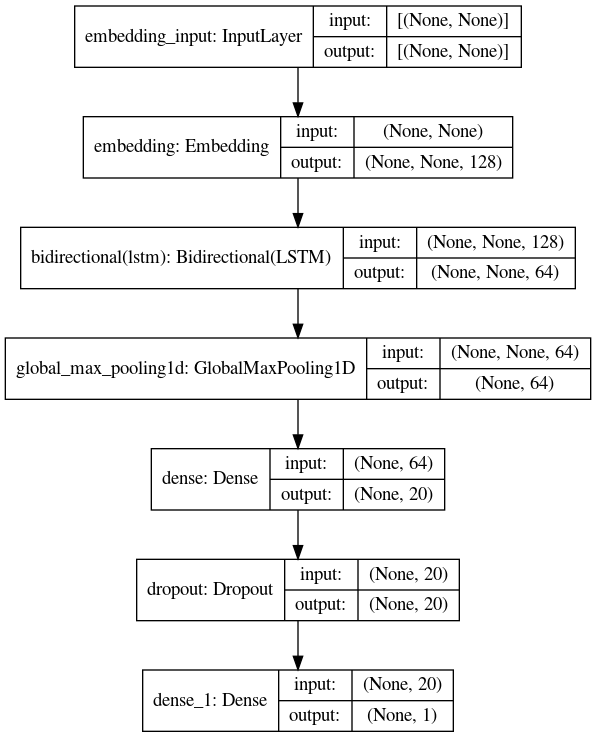 embedding_input: InputLayer
input:
[(None, None)]
output:
[(None, None)]
embedding: Embedding
input:
(None, None)
output:
(None, None, 128)
bidirectional(lstm): Bidirectional(LSTM)
input:
(None, None, 128)
output:
(None, None, 64)
global_max_pooling1d: GlobalMaxPooling1D
input:
(None, None, 64)
output:
(None, 64)
dense: Dense
input:
(None, 64)
output:
(None, 20)
dropout: Dropout
input:
(None, 20)
output:
(None, 20)
dense_1: Dense
input:
(None, 20)
output:
(None, 1)